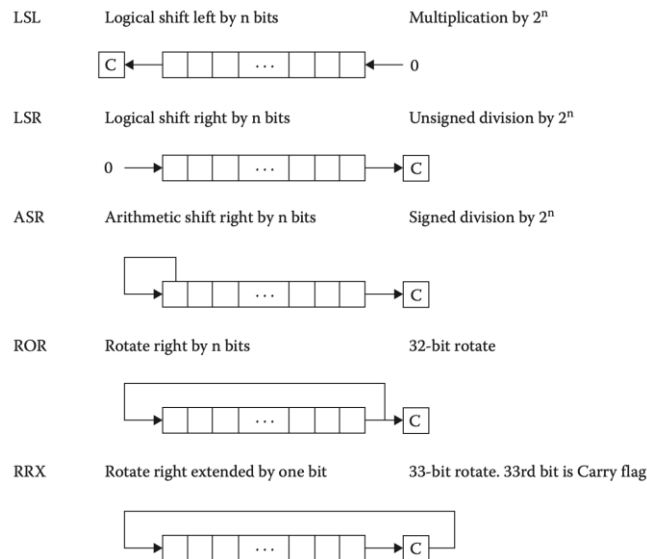 LSL Logical shift left by n bits Multiplication by 2ⁿ
C ... 0
LSR Logical shift right by n bits Unsigned division by 2ⁿ
0 ... C
ASR Arithmetic shift right by n bits Signed division by 2ⁿ
... C
ROR Rotate right by n bits 32-bit rotate
... C
RRX Rotate right extended by one bit 33-bit rotate. 33rd bit is Carry flag
... C